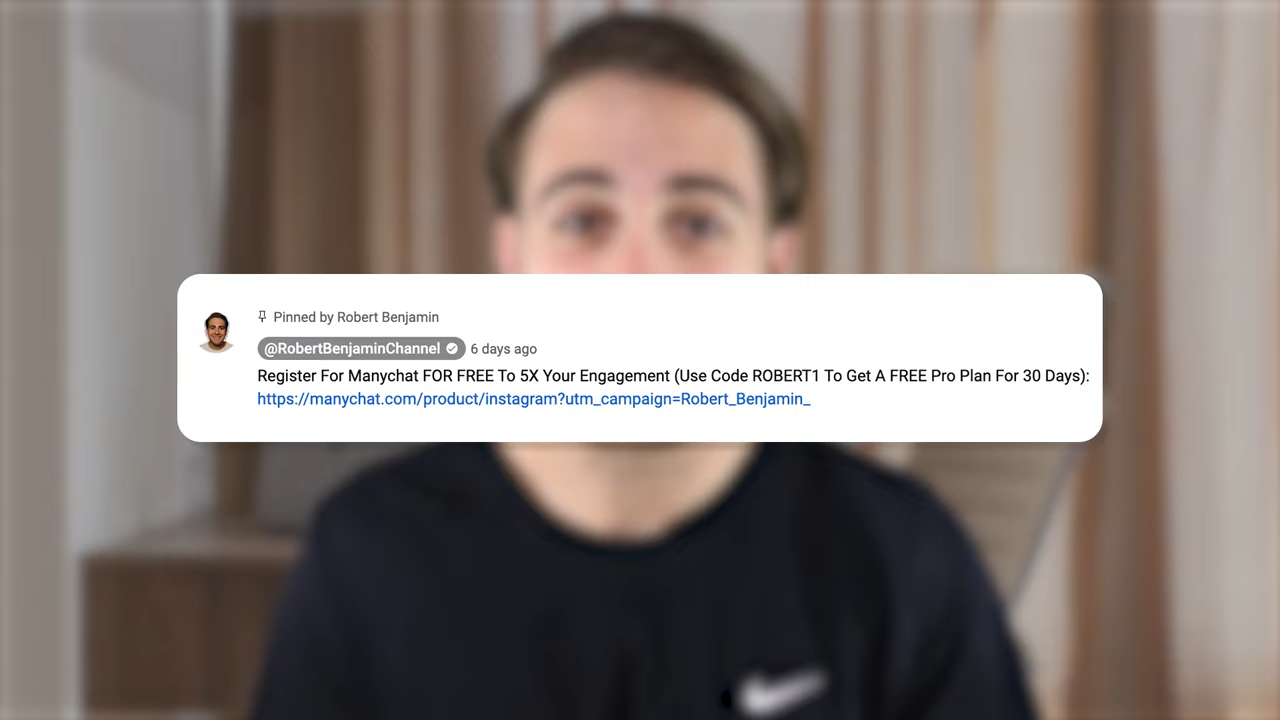 Pinned by Robert Benjamin
@RobertBenjaminChannel 6 days ago
Register For Manychat FOR FREE To 5X Your Engagement (Use Code ROBERT1 To Get A FREE Pro Plan For 30 Days):
https://manychat.com/product/instagram?utm_campaign=Robert_Benjamin_